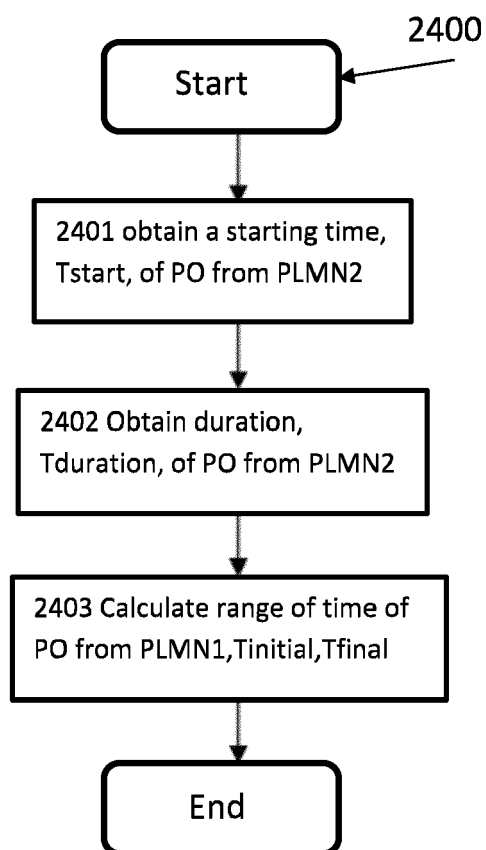 2400
Start
2401 obtain a starting time,
Tstart, of PO from PLMN2
2402 Obtain duration,
Tduration, of PO from PLMN2
2403 Calculate range of time of
PO from PLMN1,Tinitial,Tfinal
End